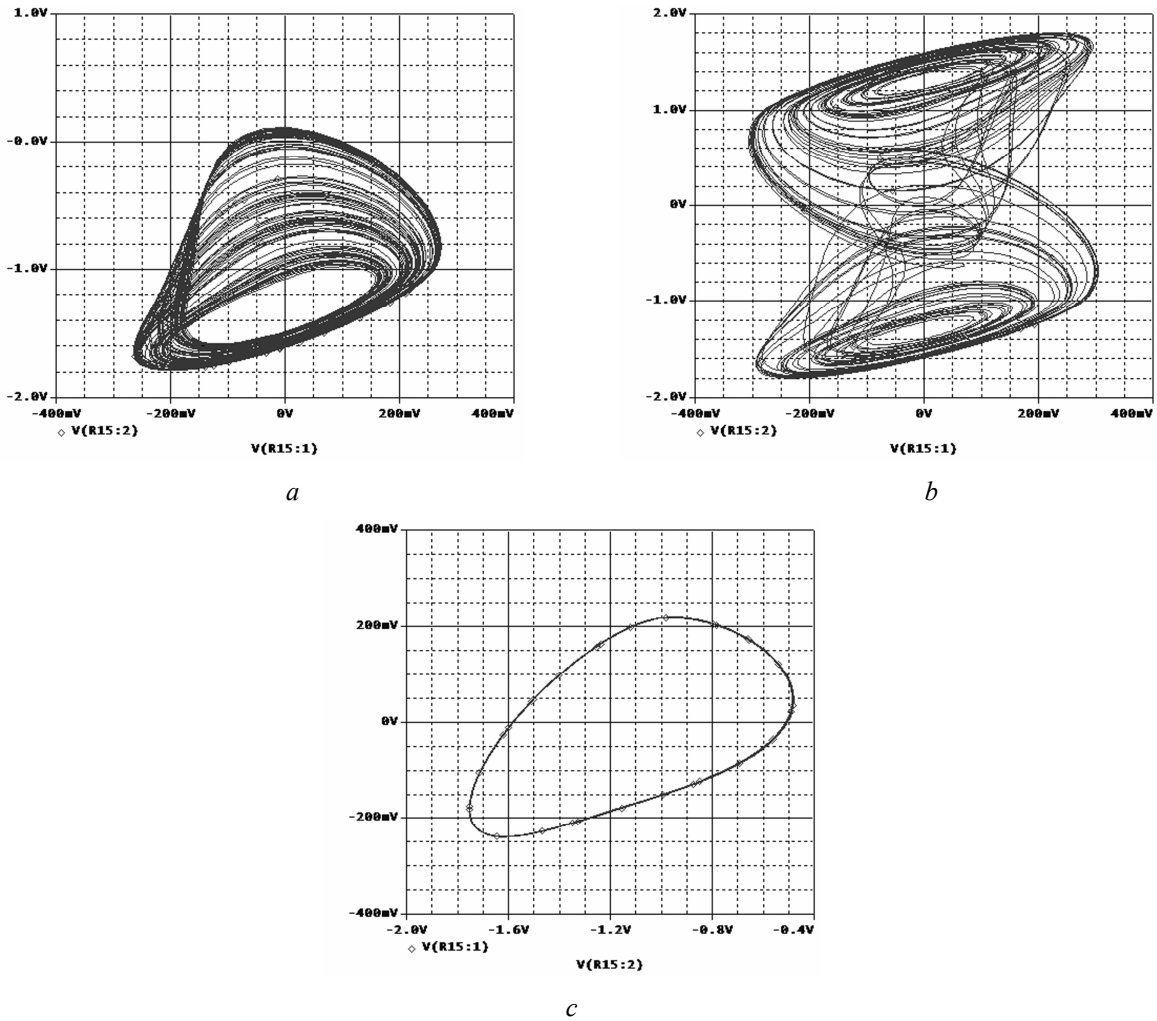 1.0V
-0.0V
-1.0V
-2.0V
-400mV -200mV 0V 200mV 400mV
◇ V(R15:2)
V(R15:1)
a
2.0V
1.0V
0V
-1.0V
-2.0V
-400mV -200mV 0V 200mV 400mV
◇ V(R15:2)
V(R15:1)
b
400mV
200mV
0V
-200mV
-400mV
-2.0V -1.6V -1.2V -0.8V -0.4V
◇ V(R15:1)
V(R15:2)
c